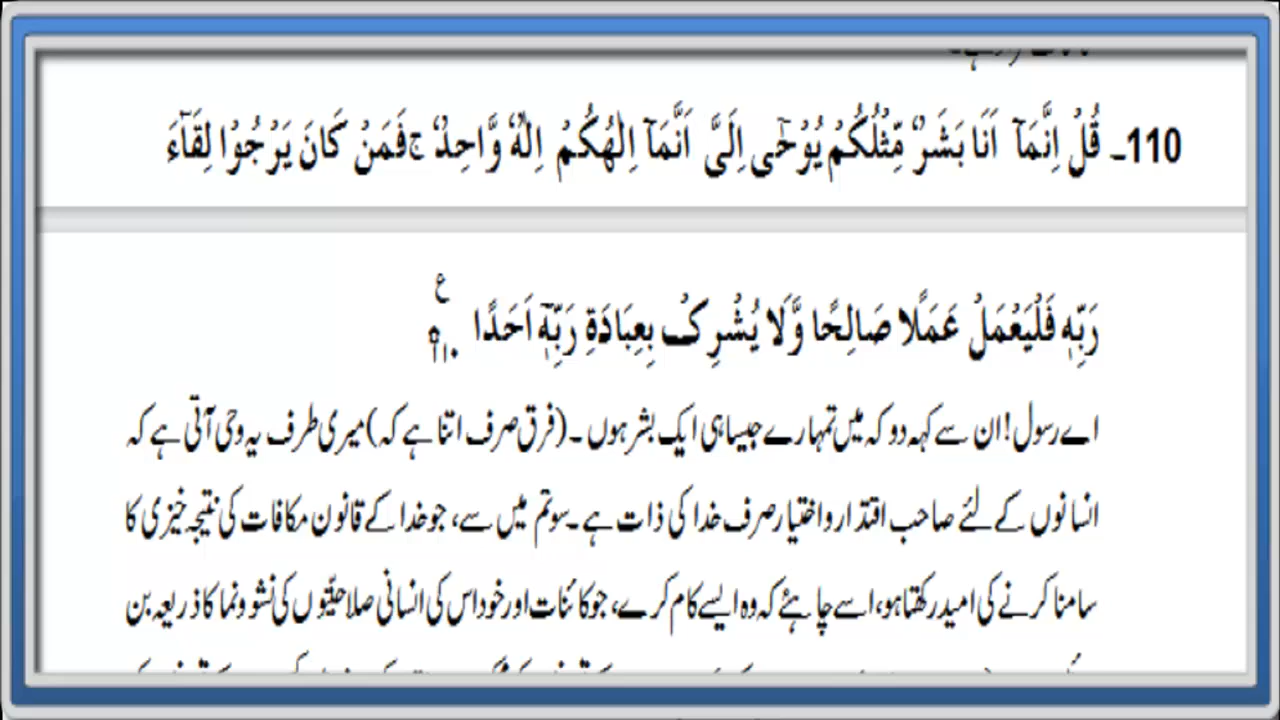 110۔ قُلْ اِنَّمَاۤ اَنَا بَشَرٌ مِّثْلُكُمْ يُوْحٰۤى اِلَىَّ اَنَّمَاۤ اِلٰهُكُمْ اِلٰهٌ وَّاحِدٌ ج فَمَنْ كَانَ يَرْجُوْا لِقَآءَ
رَبِّهٖ فَلْيَعْمَلْ عَمَلًا صَالِحًا وَّلَا يُشْرِكْ بِعِبَادَةِ رَبِّهٖۤ اَحَدًا ع
اے رسول! ان سے کہہ دو کہ میں تمہارے جیسا ہی ایک بشر ہوں۔ (فرق صرف اتنا ہے کہ) میری طرف یہ وحی آتی ہے کہ
انسانوں کے لئے صاحب اقتدار و اختیار صرف خدا کی ذات ہے۔ سو تم میں سے، جو خدا کے قانون مکافات کی نتیجہ خیزی کا
سامنا کرنے کی امید رکھتا ہو، اسے چاہئے کہ وہ ایسے کام کرے، جو کائنات اور خود اس کی انسانی صلاحیّتوں کی نشوونما کا ذریعہ بن